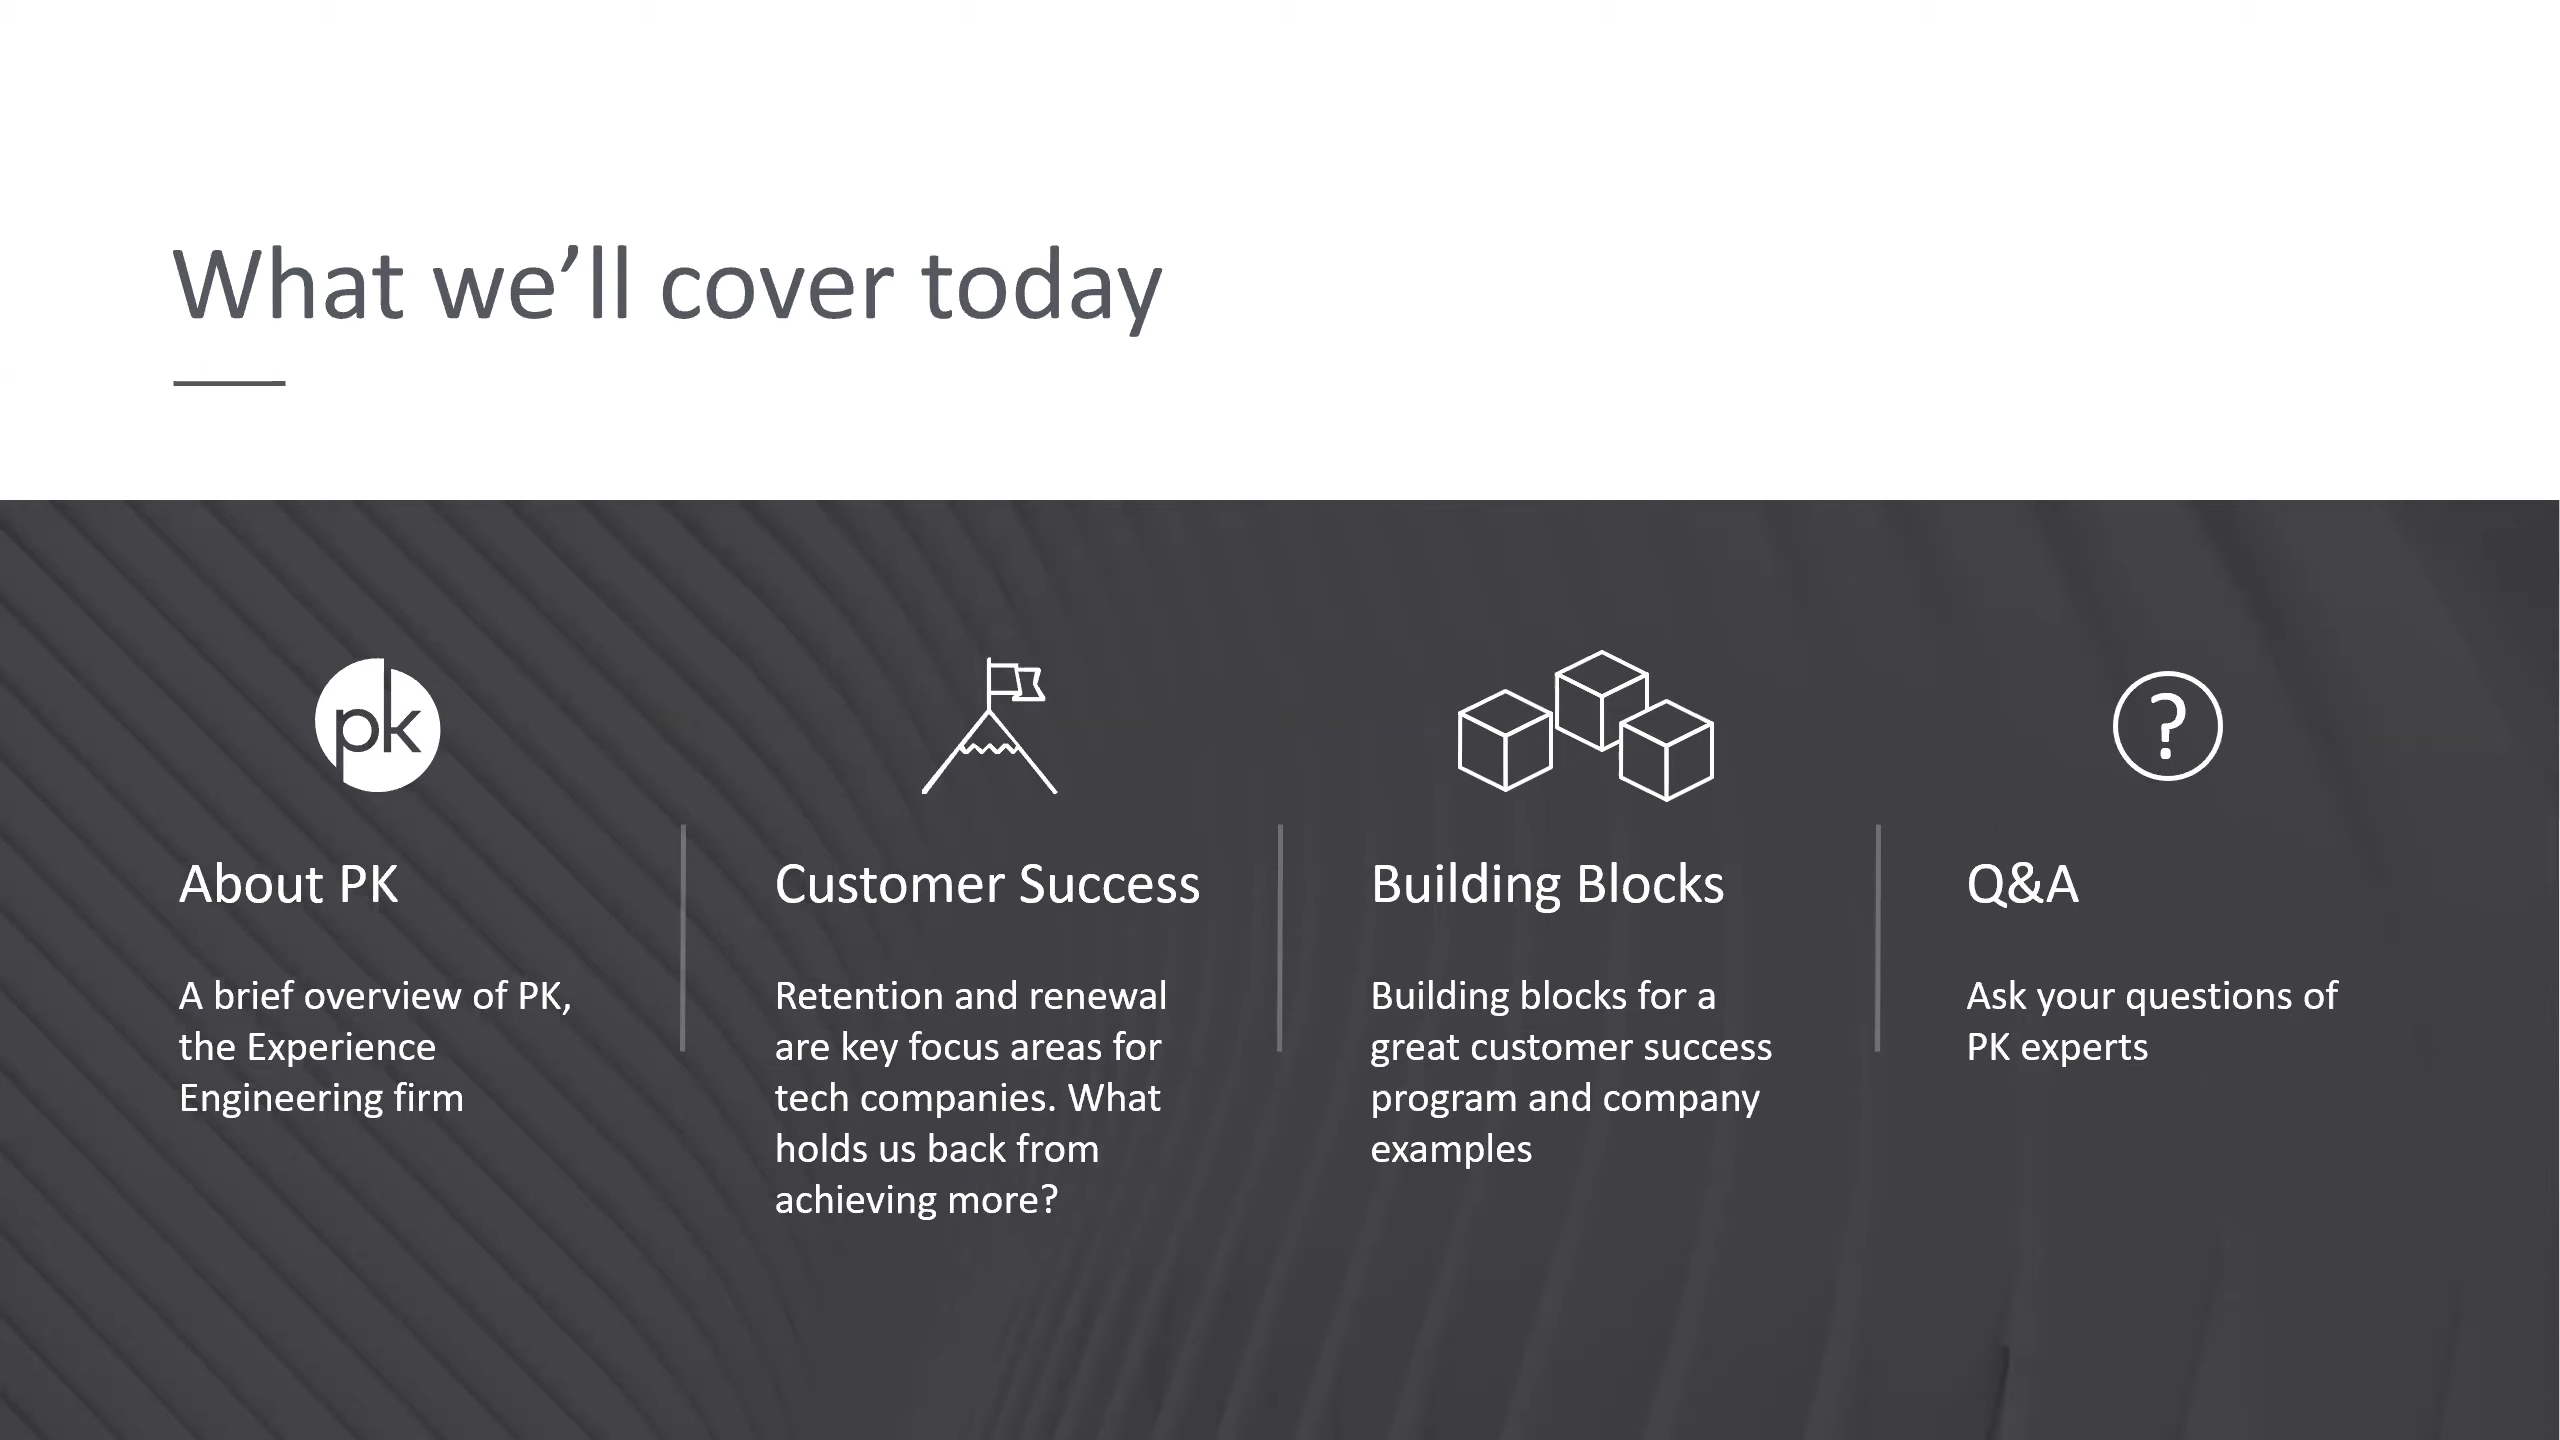 What we’ll cover today
pk
?
About PK
A brief overview of PK,
the Experience
Engineering firm
Customer Success
Retention and renewal
are key focus areas for
tech companies. What
holds us back from
achieving more?
Building Blocks
Building blocks for a
great customer success
program and company
examples
Q&A
Ask your questions of
PK experts